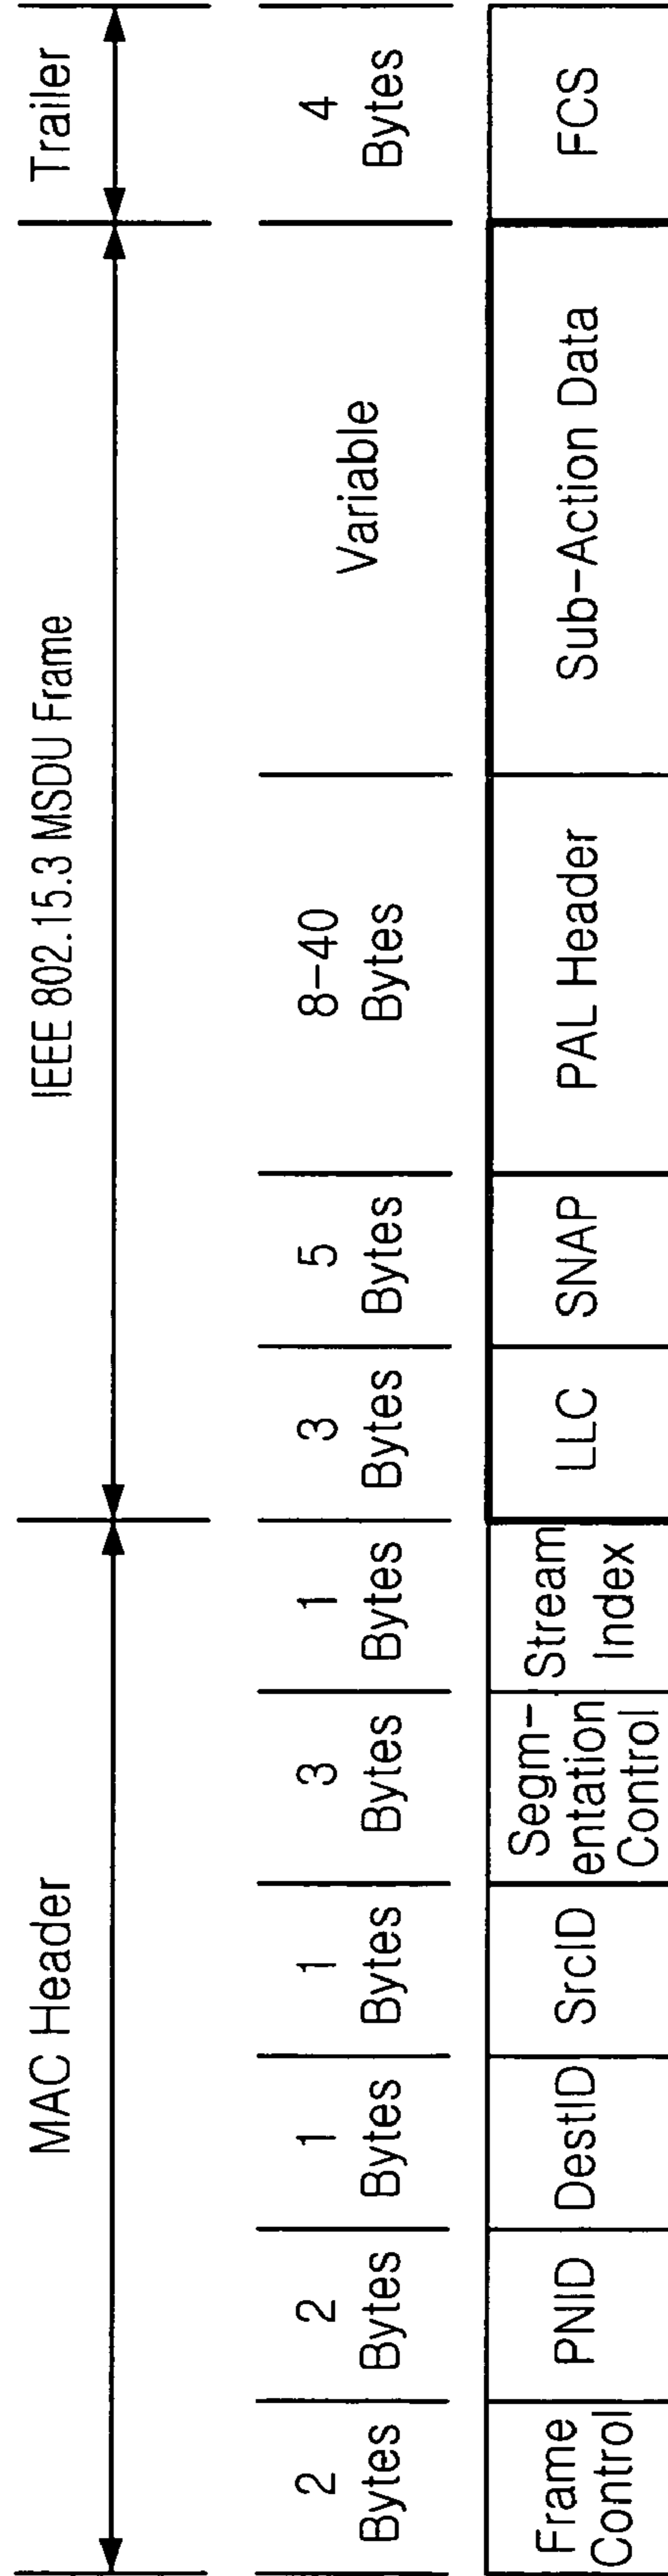 MAC Header
IEEE 802.15.3 MSDU Frame
Trailer
2
Bytes
2
Bytes
1
Bytes
1
Bytes
3
Bytes
1
Bytes
3
Bytes
5
Bytes
8-40
Bytes
Variable
4
Bytes
Frame
Control
PNID
DestID
SrcID
Segm-
entation
Control
Stream
Index
LLC
SNAP
PAL Header
Sub-Action Data
FCS